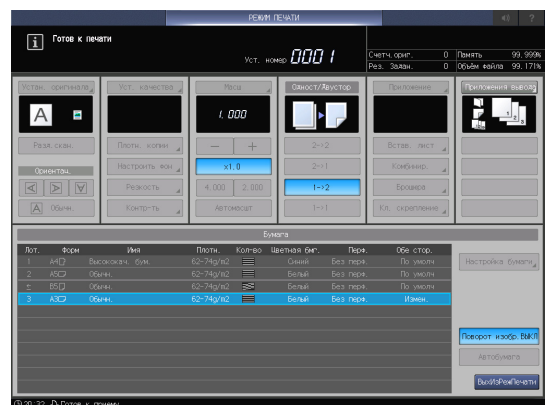 РЕЖИМ ПЕЧАТИ
?
i Готов к печати
Уст. номер 0001
Счетч.ориг. 0 Память 99.999%
Рез. Задан. 0 Объём файла 99.171%
Устан. оригинала Уст. качества Масш Одност/Двустор Приложение Приложения вывода
A 1.000
Разм.скан. Плотн. копии — + 2->2 Встав. лист
Ориентац. Настроить фон x1.0 2->1 Комбинир.
Резкость 4.000 2.000 1->2 Брошюра
A Обычн. Контр-ть Автомасшт 1->1 Кл. скрепление
Бумага
Лот. Форм Имя Плотн. Кол-во Цветная бмг. Перф. Обе стор.
1 A4 Высококач. бум. 62-74g/m2 Синий Без перф. По умолч
2 A5 Обычн. 62-74g/m2 Белый Без перф. По умолч
± B5 Обычн. 62-74g/m2 Белый Без перф. По умолч
3 A3 Обычн. 62-74g/m2 Белый Без перф. Измен.
Настройка бумаги
Поворот изобр.ВЫКЛ
Автобумага
ВыхИзРежПечати
20:32 Готов к приему